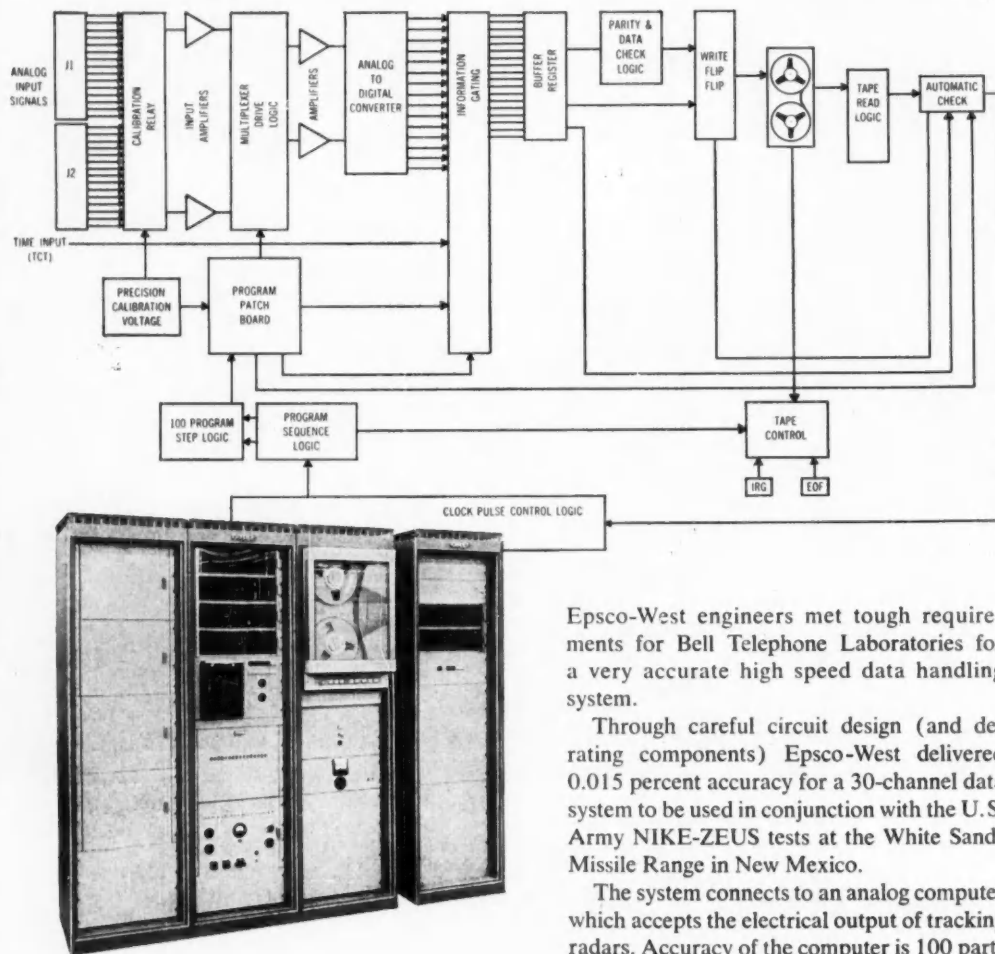 ANALOG
INPUT
SIGNALS
J1
J2
CALIBRATION
RELAY
INPUT
AMPLIFIERS
MULTIPLEXER
DRIVE
LOGIC
AMPLIFIERS
ANALOG
TO
DIGITAL
CONVERTER
INFORMATION
GATING
BUFFER
REGISTER
PARITY &
DATA
CHECK
LOGIC
WRITE
FLIP
FLIP
TAPE
READ
LOGIC
AUTOMATIC
CHECK
TIME INPUT
(TCT)
PRECISION
CALIBRATION
VOLTAGE
PROGRAM
PATCH
BOARD
100 PROGRAM
STEP LOGIC
PROGRAM
SEQUENCE
LOGIC
TAPE
CONTROL
IRG
EOF
CLOCK PULSE CONTROL LOGIC
Epsco-West engineers met tough require
ments for Bell Telephone Laboratories fo
a very accurate high speed data handling
system.
Through careful circuit design (and de
rating components) Epsco-West delivered
0.015 percent accuracy for a 30-channel data
system to be used in conjunction with the U.S
Army NIKE-ZEUS tests at the White Sand
Missile Range in New Mexico.
The system connects to an analog compute
which accepts the electrical output of tracking
radars. Accuracy of the computer is 100 part